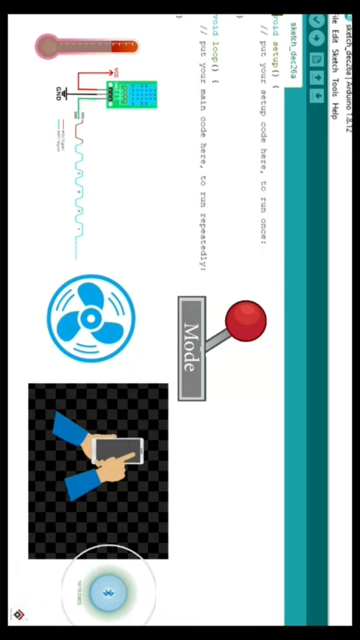 sketch_dec26a | Arduino 1.8.12
File Edit Sketch Tools Help
sketch_dec26a
void setup() {
// put your setup code here, to run once:
}
void loop() {
// put your main code here, to run repeatedly:
}
VCC
GND
Mode